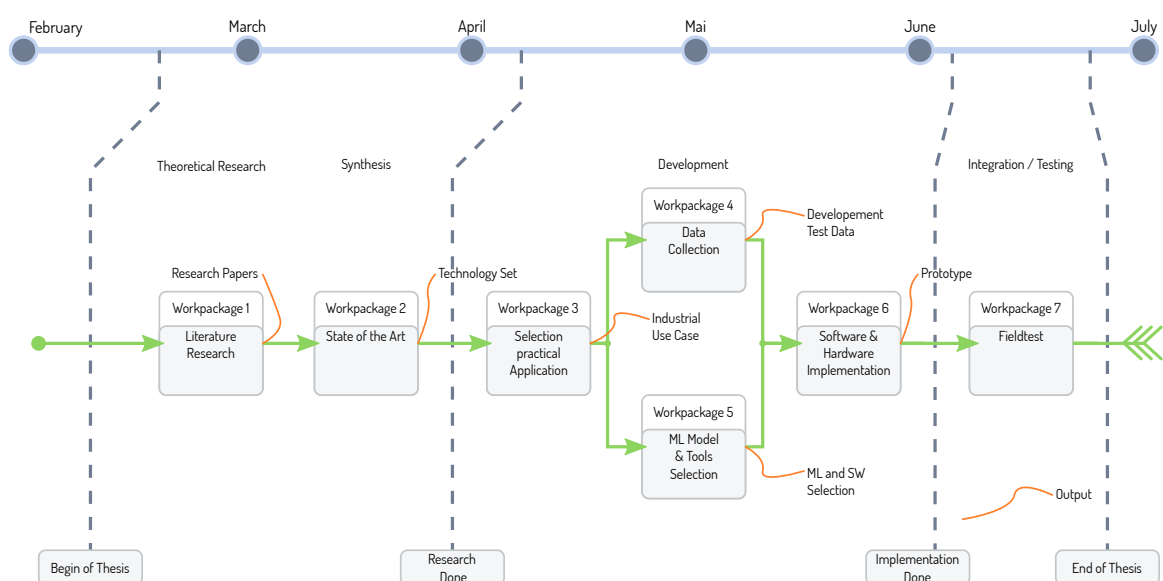 February
March
April
Mai
June
July
Theoretical Research
Synthesis
Development
Integration / Testing
Workpackage 4
Data
Collection
Developement
Test Data
Research Papers
Technology Set
Prototype
Workpackage 1
Literature
Research
Workpackage 2
State of the Art
Workpackage 3
Selection
practical
Application
Industrial
Use Case
Workpackage 6
Software &
Hardware
Implementation
Workpackage 7
Fieldtest
Workpackage 5
ML Model
& Tools
Selection
ML and SW
Selection
Output
Begin of Thesis
Research
Done
Implementation
Done
End of Thesis